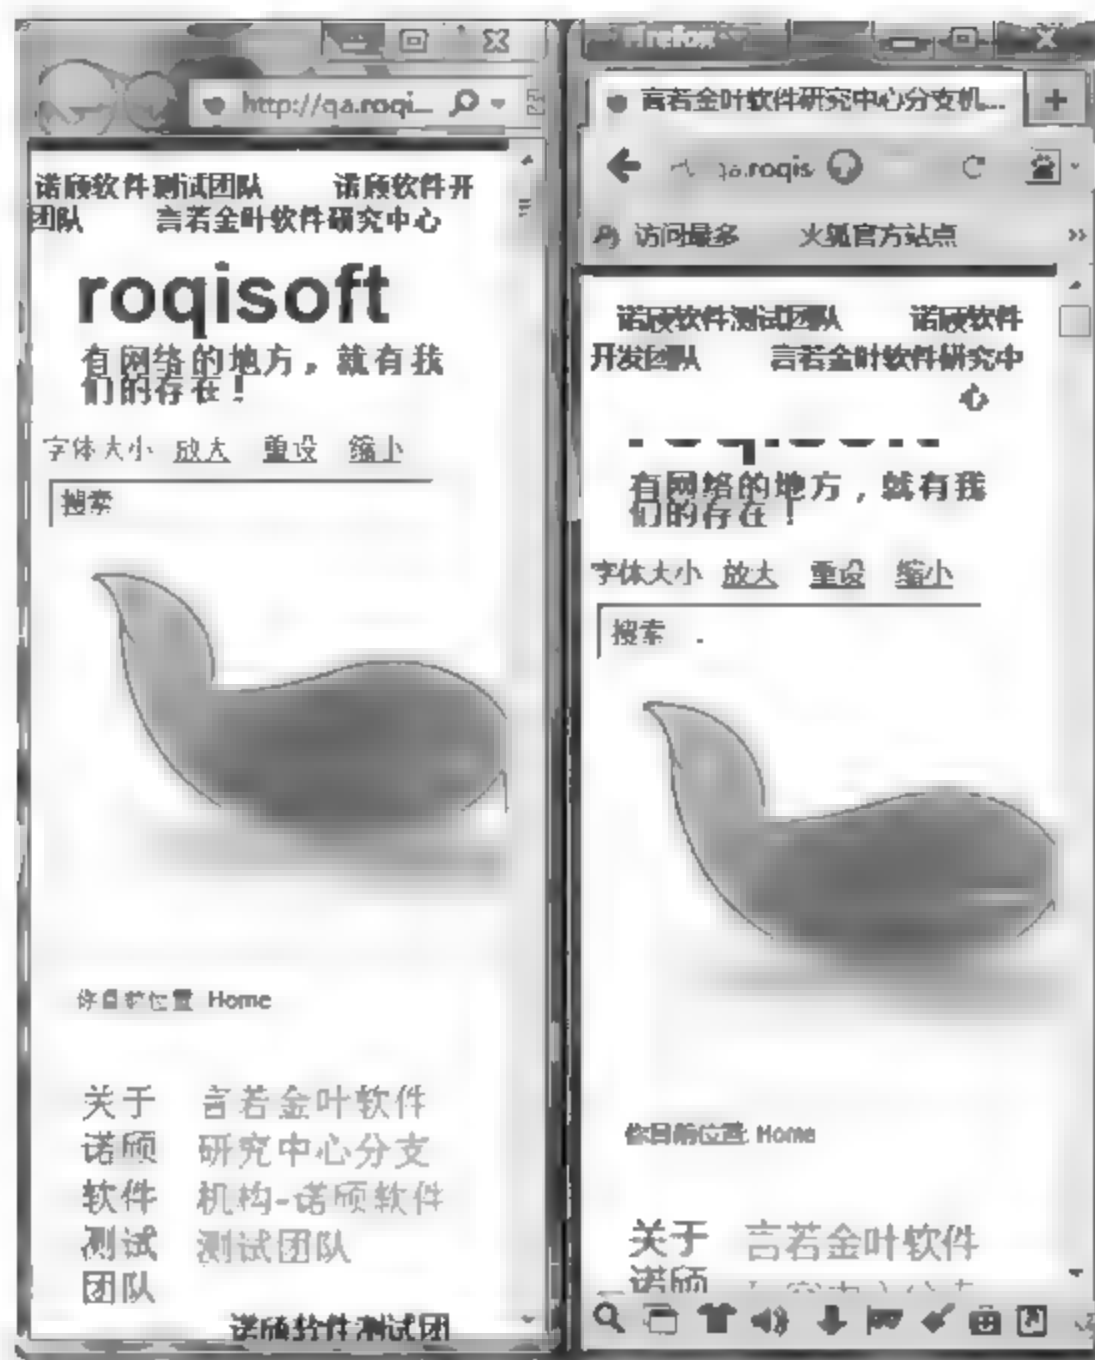 http://qa.roqi...
诺颀软件测试团队 诺颀软件开
团队 言若金叶软件研究中心
roqisoft
有网络的地方，就有我
们的存在！
字体大小 放大 重设 缩小
搜索
你目前位置 Home
关于
诺颀
软件
测试
团队
言若金叶软件
研究中心分支
机构-诺颀软件
测试团队
诺颀软件测试团
Firefox
言若金叶软件研究中心分支机...
qa.roqis
访问最多 火狐官方站点
诺颀软件测试团队 诺颀软件
开发团队 言若金叶软件研究中
心
有网络的地方，就有我
们的存在！
字体大小 放大 重设 缩小
搜索
你目前位置 Home
关于 言若金叶软件
诺颀